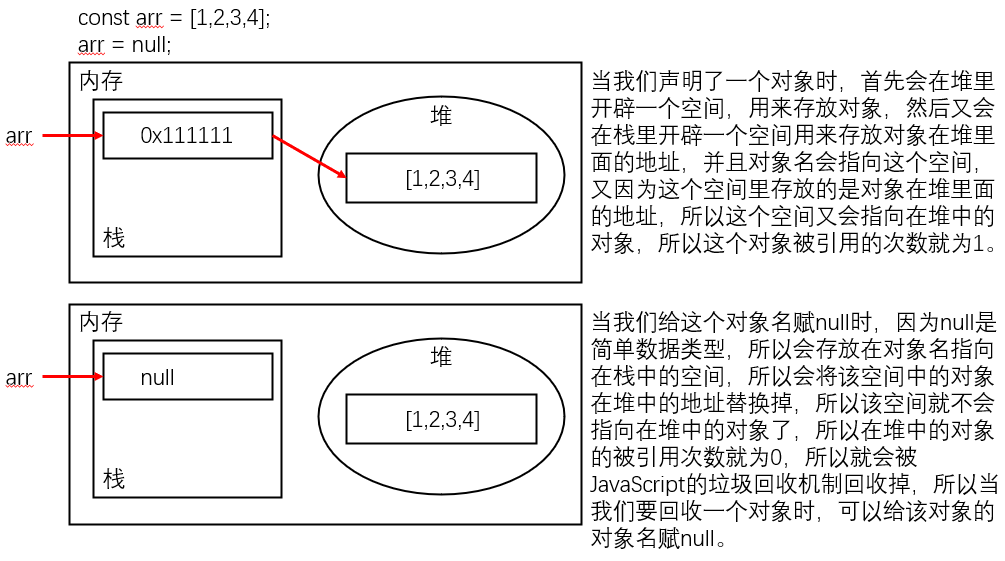 const arr = [1,2,3,4];
arr = null;
内存
堆
arr
0x111111
[1,2,3,4]
栈
当我们声明了一个对象时，首先会在堆里
开辟一个空间，用来存放对象，然后又会
在栈里开辟一个空间用来存放对象在堆里
面的地址，并且对象名会指向这个空间，
又因为这个空间里存放的是对象在堆里面
的地址，所以这个空间又会指向在堆中的
对象，所以这个对象被引用的次数就为1。
内存
堆
arr
null
[1,2,3,4]
栈
当我们给这个对象名赋null时，因为null是
简单数据类型，所以会存放在对象名指向
在栈中的空间，所以会将该空间中的对象
在堆中的地址替换掉，所以该空间就不会
指向在堆中的对象了，所以在堆中的对象
的被引用次数就为0，所以就会被
JavaScript的垃圾回收机制回收掉，所以当
我们要回收一个对象时，可以给该对象的
对象名赋null。